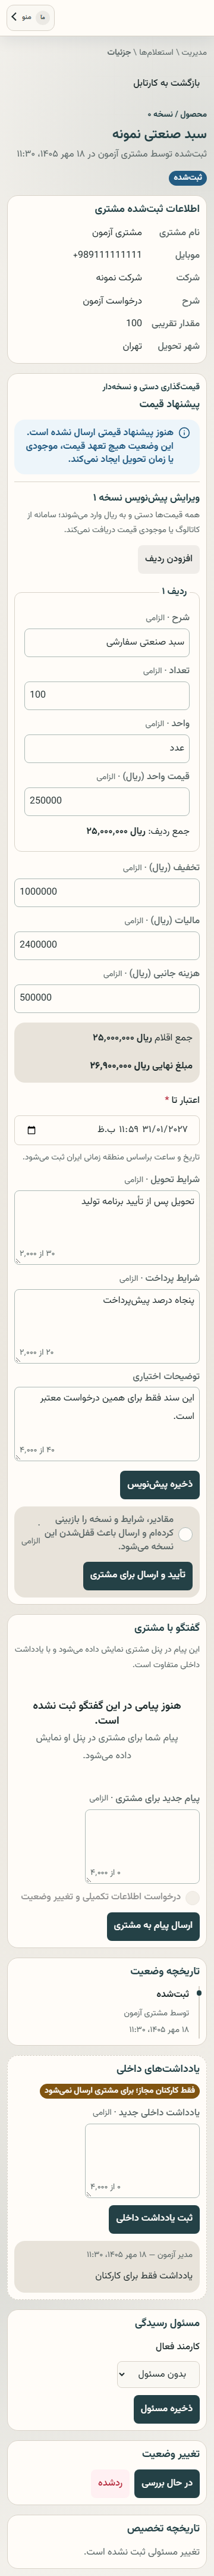 ما
منو
مدیریت \ استعلام‌ها \ جزئیات
بازگشت به کارتابل
محصول / نسخه ۰
سبد صنعتی نمونه
ثبت‌شده توسط مشتری آزمون در ۱۸ مهر ۱۴۰۵، ۱۱:۳۰
ثبت‌شده
اطلاعات ثبت‌شده مشتری
نام مشتری
مشتری آزمون
موبایل
+989111111111
شرکت
شرکت نمونه
شرح
درخواست آزمون
مقدار تقریبی
100
شهر تحویل
تهران
قیمت‌گذاری دستی و نسخه‌دار
پیشنهاد قیمت
هنوز پیشنهاد قیمتی ارسال نشده است.
این وضعیت هیچ تعهد قیمت، موجودی
یا زمان تحویل ایجاد نمی‌کند.
ویرایش پیش‌نویس نسخه ۱
همه قیمت‌ها دستی و به ریال وارد می‌شوند؛ سامانه از
کاتالوگ یا موجودی قیمت دریافت نمی‌کند.
افزودن ردیف
ردیف ۱
شرح · الزامی
سبد صنعتی سفارشی
تعداد · الزامی
100
واحد · الزامی
عدد
قیمت واحد (ریال) · الزامی
250000
جمع ردیف: ریال ۲۵,۰۰۰,۰۰۰
تخفیف (ریال) · الزامی
1000000
مالیات (ریال) · الزامی
2400000
هزینه جانبی (ریال) · الزامی
500000
جمع اقلام ریال ۲۵,۰۰۰,۰۰۰
مبلغ نهایی ریال ۲۶,۹۰۰,۰۰۰
اعتبار تا *
۳۱/۰۱/۲۰۲۷ ۱۱:۵۹ ب.ظ
تاریخ و ساعت براساس منطقه زمانی ایران ثبت می‌شود.
شرایط تحویل · الزامی
تحویل پس از تأیید برنامه تولید
۳۰ از ۲,۰۰۰
شرایط پرداخت · الزامی
پنجاه درصد پیش‌پرداخت
۲۰ از ۲,۰۰۰
توضیحات اختیاری
این سند فقط برای همین درخواست معتبر
است.
۴۰ از ۴,۰۰۰
ذخیره پیش‌نویس
مقادیر، شرایط و نسخه را بازبینی
کرده‌ام و ارسال باعث قفل‌شدن این
نسخه می‌شود.
· الزامی
تأیید و ارسال برای مشتری
گفتگو با مشتری
این پیام در پنل مشتری نمایش داده می‌شود و با یادداشت
داخلی متفاوت است.
هنوز پیامی در این گفتگو ثبت نشده
است.
پیام شما برای مشتری در پنل او نمایش
داده می‌شود.
پیام جدید برای مشتری · الزامی
۰ از ۴,۰۰۰
درخواست اطلاعات تکمیلی و تغییر وضعیت
ارسال پیام به مشتری
تاریخچه وضعیت
ثبت‌شده
توسط مشتری آزمون
۱۸ مهر ۱۴۰۵، ۱۱:۳۰
یادداشت‌های داخلی
فقط کارکنان مجاز؛ برای مشتری ارسال نمی‌شود
یادداشت داخلی جدید · الزامی
۰ از ۴,۰۰۰
ثبت یادداشت داخلی
مدیر آزمون — ۱۸ مهر ۱۴۰۵، ۱۱:۳۰
یادداشت فقط برای کارکنان
مسئول رسیدگی
کارمند فعال
بدون مسئول
ذخیره مسئول
تغییر وضعیت
در حال بررسی
ردشده
تاریخچه تخصیص
تغییر مسئولی ثبت نشده است.